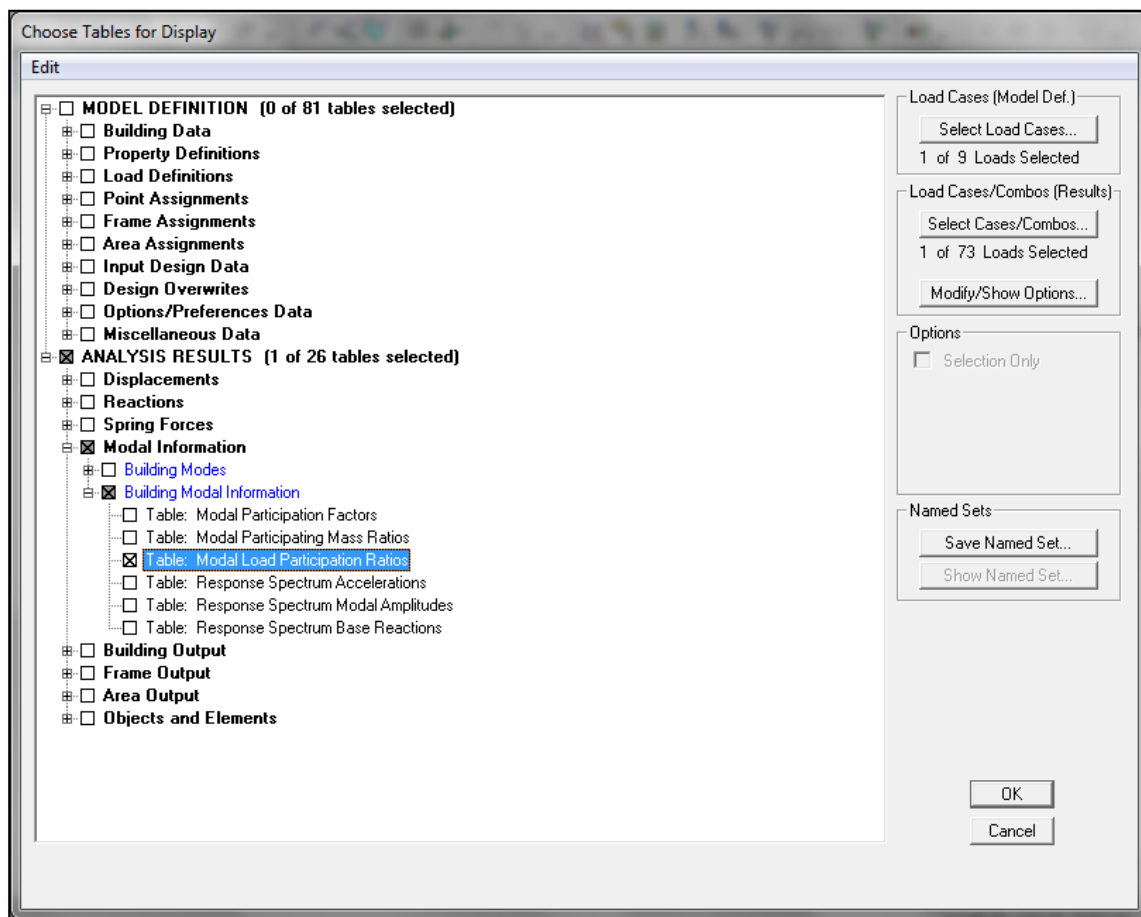 Choose Tables for Display
Edit
MODEL DEFINITION (0 of 81 tables selected)
Building Data
Property Definitions
Load Definitions
Point Assignments
Frame Assignments
Area Assignments
Input Design Data
Design Overwrites
Options/Preferences Data
Miscellaneous Data
ANALYSIS RESULTS (1 of 26 tables selected)
Displacements
Reactions
Spring Forces
Modal Information
Building Modes
Building Modal Information
Table: Modal Participation Factors
Table: Modal Participating Mass Ratios
Table: Modal Load Participation Ratios
Table: Response Spectrum Accelerations
Table: Response Spectrum Modal Amplitudes
Table: Response Spectrum Base Reactions
Building Output
Frame Output
Area Output
Objects and Elements
Load Cases (Model Def.)
Select Load Cases...
1 of 9 Loads Selected
Load Cases/Combos (Results)
Select Cases/Combos...
1 of 73 Loads Selected
Modify/Show Options...
Options
Selection Only
Named Sets
Save Named Set...
Show Named Set...
OK
Cancel